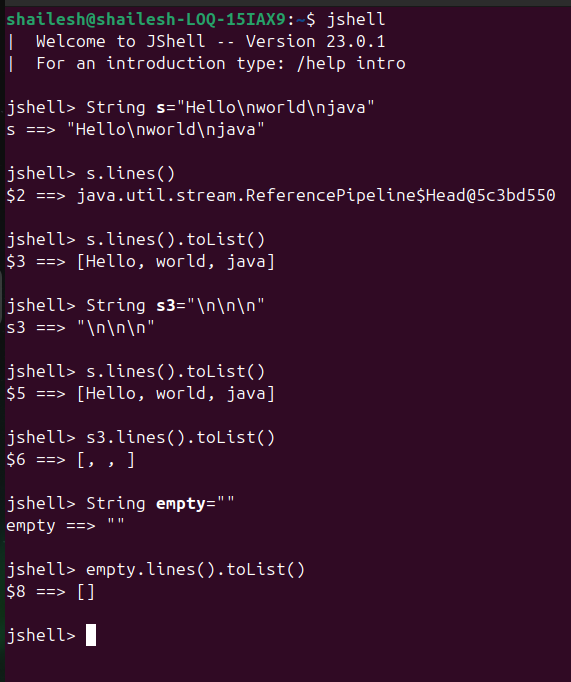 shailesh@shailesh-LOQ-15IAX9:~$ jshell
|  Welcome to JShell -- Version 23.0.1
|  For an introduction type: /help intro
jshell> String s="Hello\nworld\njava"
s ==> "Hello\nworld\njava"
jshell> s.lines()
$2 ==> java.util.stream.ReferencePipeline$Head@5c3bd550
jshell> s.lines().toList()
$3 ==> [Hello, world, java]
jshell> String s3="\n\n\n"
s3 ==> "\n\n\n"
jshell> s.lines().toList()
$5 ==> [Hello, world, java]
jshell> s3.lines().toList()
$6 ==> [, , ]
jshell> String empty=""
empty ==> ""
jshell> empty.lines().toList()
$8 ==> []
jshell>